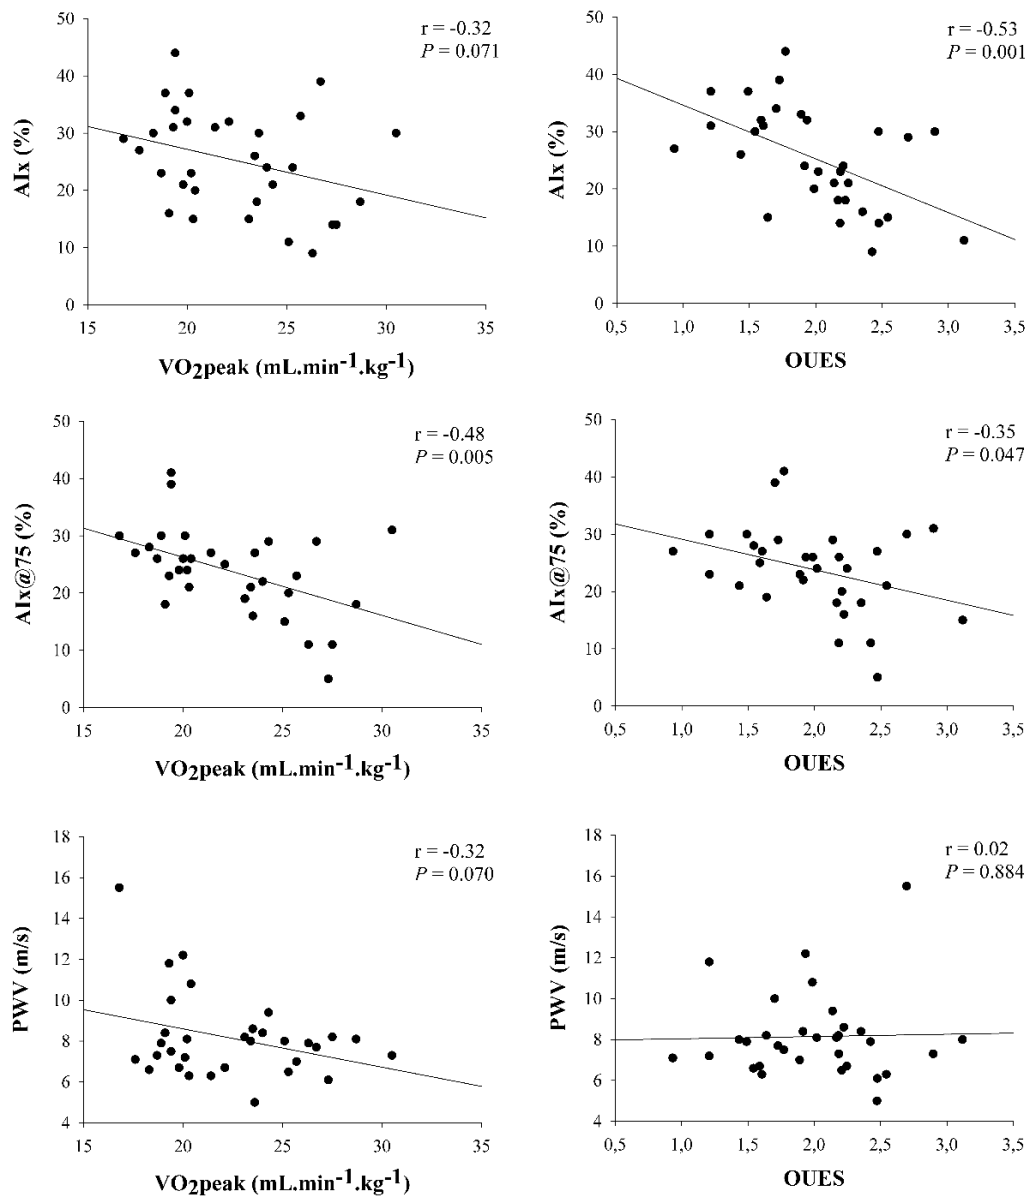 r = -0.32
P = 0.071
50
40
30
20
10
0
AIx (%)
15 20 25 30 35
VO2peak (mL.min-1.kg-1)
r = -0.53
P = 0.001
50
40
30
20
10
0
AIx (%)
0,5 1,0 1,5 2,0 2,5 3,0 3,5
OUES
r = -0.48
P = 0.005
50
40
30
20
10
0
AIx@75 (%)
15 20 25 30 35
VO2peak (mL.min-1.kg-1)
r = -0.35
P = 0.047
50
40
30
20
10
0
AIx@75 (%)
0,5 1,0 1,5 2,0 2,5 3,0 3,5
OUES
r = -0.32
P = 0.070
18
16
14
12
10
8
6
4
PWV (m/s)
15 20 25 30 35
VO2peak (mL.min-1.kg-1)
r = 0.02
P = 0.884
18
16
14
12
10
8
6
4
PWV (m/s)
0,5 1,0 1,5 2,0 2,5 3,0 3,5
OUES